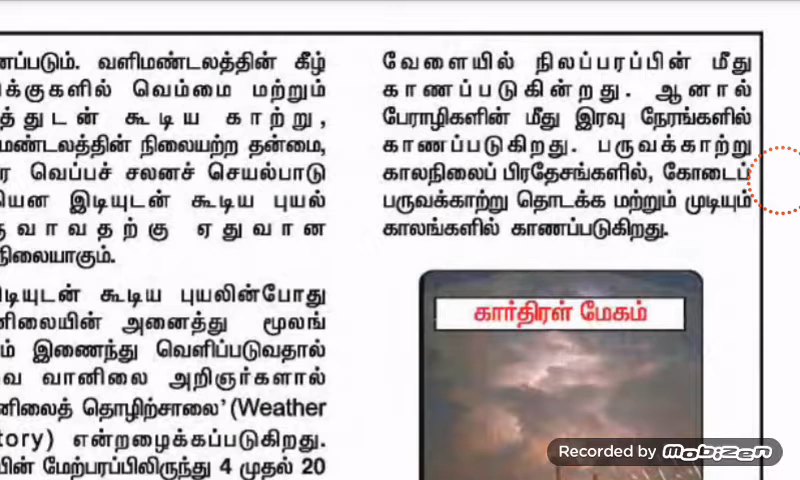 ணப்படும். வளிமண்டலத்தின் கீழ்
க்குகளில் வெம்மை மற்றும்
த்துடன் கூடிய காற்று,
மண்டலத்தின் நிலையற்ற தன்மை,
ர வெப்பச் சலனச் செயல்பாடு
யென இடியுடன் கூடிய புயல்
வாவதற்கு ஏதுவான
நிலையாகும்.
டியுடன் கூடிய புயலின்போது
னிலையின் அனைத்து மூலங்
ம் இணைந்து வெளிப்படுவதால்
வ வானிலை அறிஞர்களால்
னிலைத் தொழிற்சாலை' (Weather
tory) என்றழைக்கப்படுகிறது.
யின் மேற்பரப்பிலிருந்து 4 முதல் 20
வேளையில் நிலப்பரப்பின் மீது
காணப்படுகின்றது. ஆனால்
பேராழிகளின் மீது இரவு நேரங்களில்
காணப்படுகிறது. பருவக்காற்று
காலநிலைப் பிரதேசங்களில், கோடைப்
பருவக்காற்று தொடக்க மற்றும் முடியும்
காலங்களில் காணப்படுகிறது.
கார்திரள் மேகம்
Recorded by Mobizen